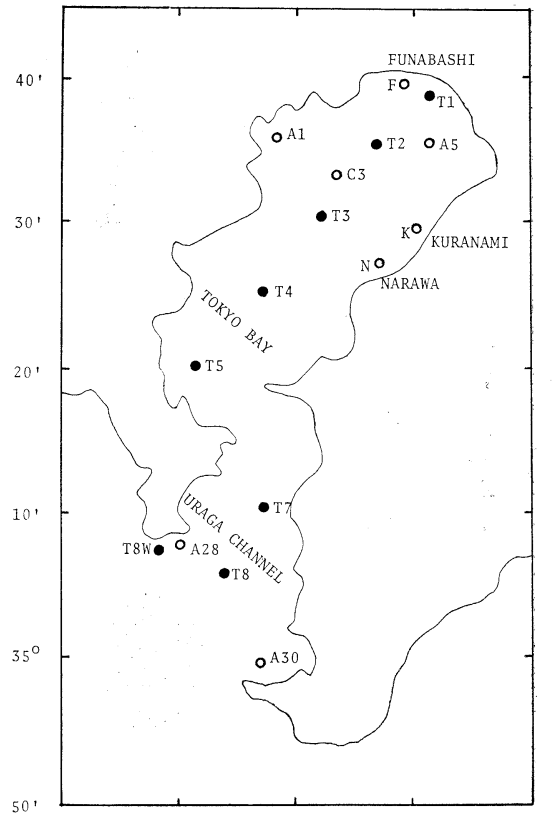 FUNABASHI
40'
F
T1
A1
T2
A5
C3
T3
30'
K
KURANAMI
N
NARAWA
T4
TOKYO BAY
20'
T5
10'
T7
URAGA CHANNEL
T8W
A28
T8
35°
A30
50'